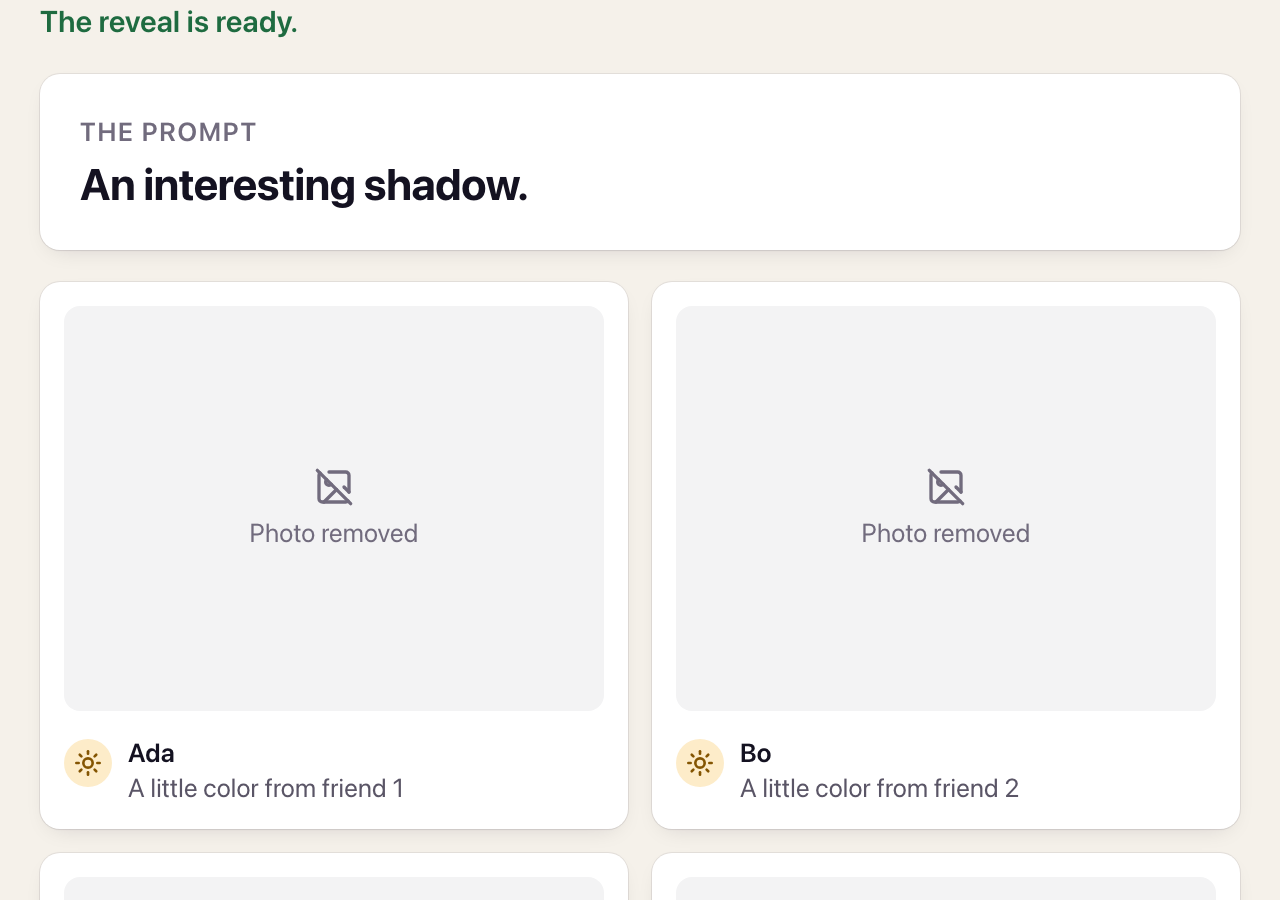 The reveal is ready.
THE PROMPT
An interesting shadow.
Photo removed
Photo removed
Ada
A little color from friend 1
Bo
A little color from friend 2